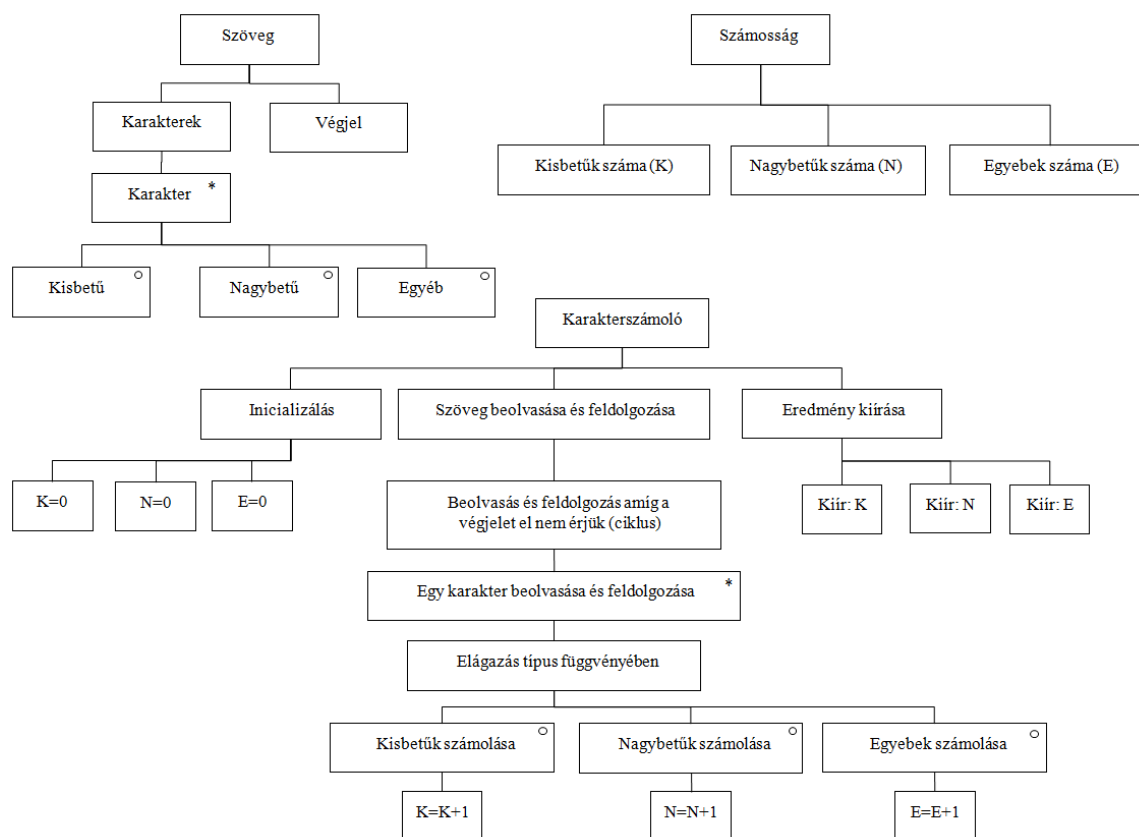 Szöveg
Számosság
Karakterek
Végjel
Kisbetűk száma (K)
Nagybetűk száma (N)
Egyebek száma (E)
Karakter *
Kisbetű
Nagybetű
Egyéb
Karakterszámoló
Inicializálás
Szöveg beolvasása és feldolgozása
Eredmény kiírása
K=0
N=0
E=0
Beolvasás és feldolgozás amíg a
végjelet el nem érjük (ciklus)
Kiír: K
Kiír: N
Kiír: E
Egy karakter beolvasása és feldolgozása *
Elágazás típus függvényében
Kisbetűk számolása
Nagybetűk számolása
Egyebek számolása
K=K+1
N=N+1
E=E+1